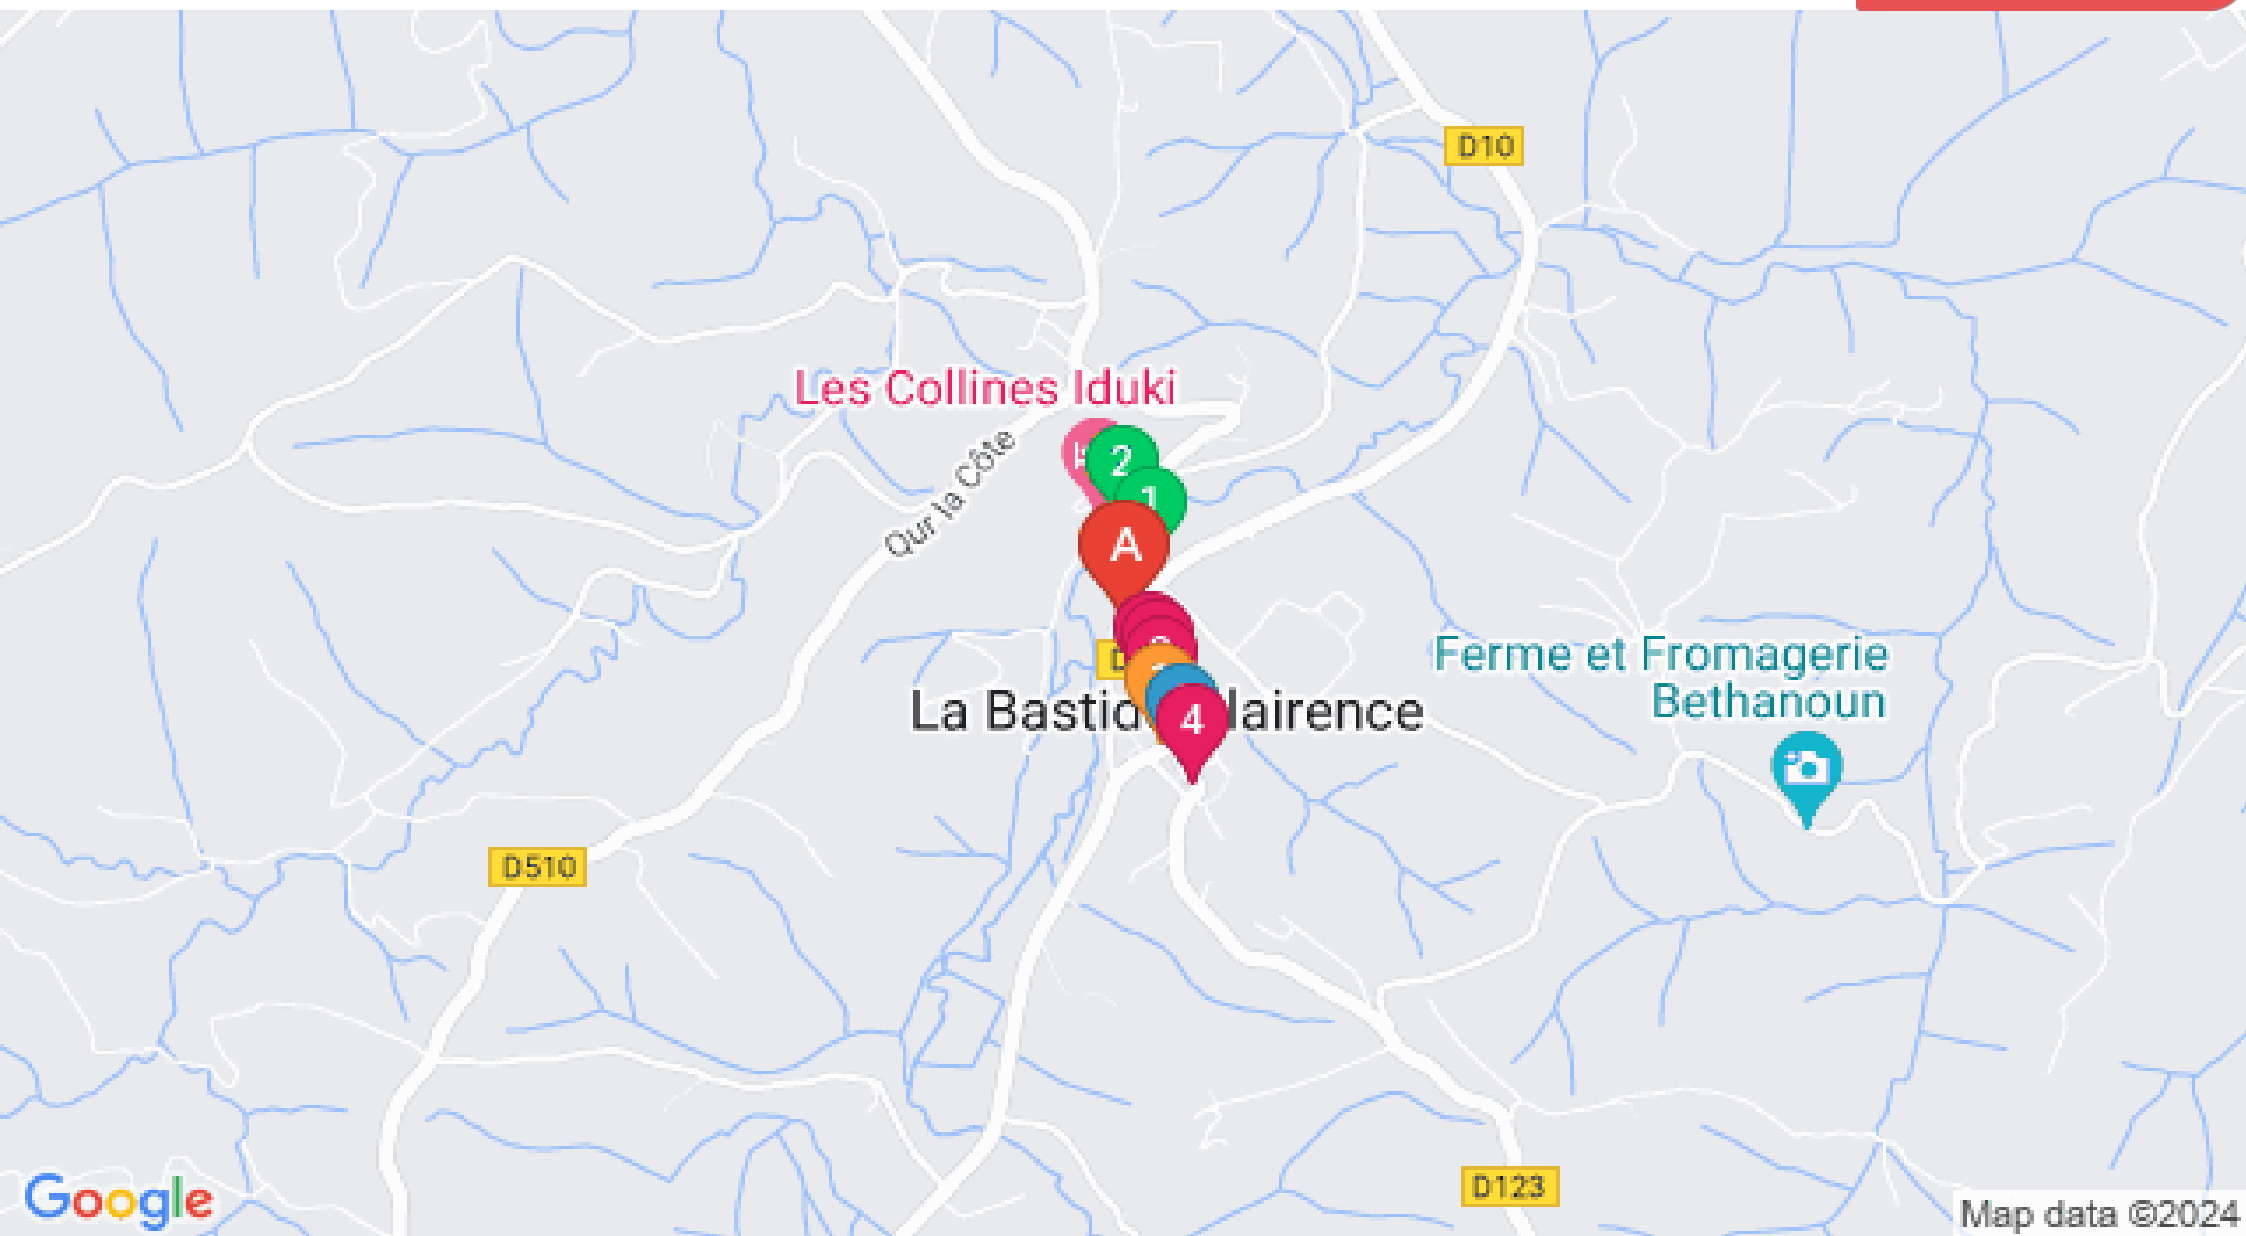 D10
Les Collines Iduki
Qur la Côte
2
1
A
Ferme et Fromagerie
Bethanoun
La Bastid lairence
4
D510
D123
Google
Map data ©2024